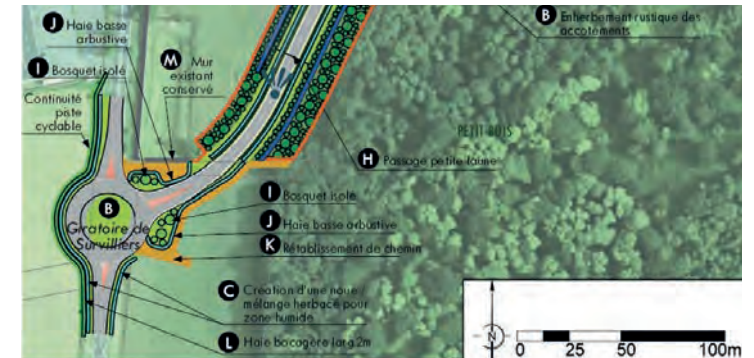 J Haie basse
arbustive
I Bosquet isolé
Continuité
piste
cyclable
M Mur
existant
conservé
B Enherbement rustique des
accotements
PETIT BOIS
H Passage petite faune
I Bosquet isolé
J Haie basse arbustive
K Rétablissement de chemin
B
Giratoire de
Survilliers
C Création d'une noue /
mélange herbacé pour
zone humide
L Haie bocagère larg 2m
N
0 25 50 100m